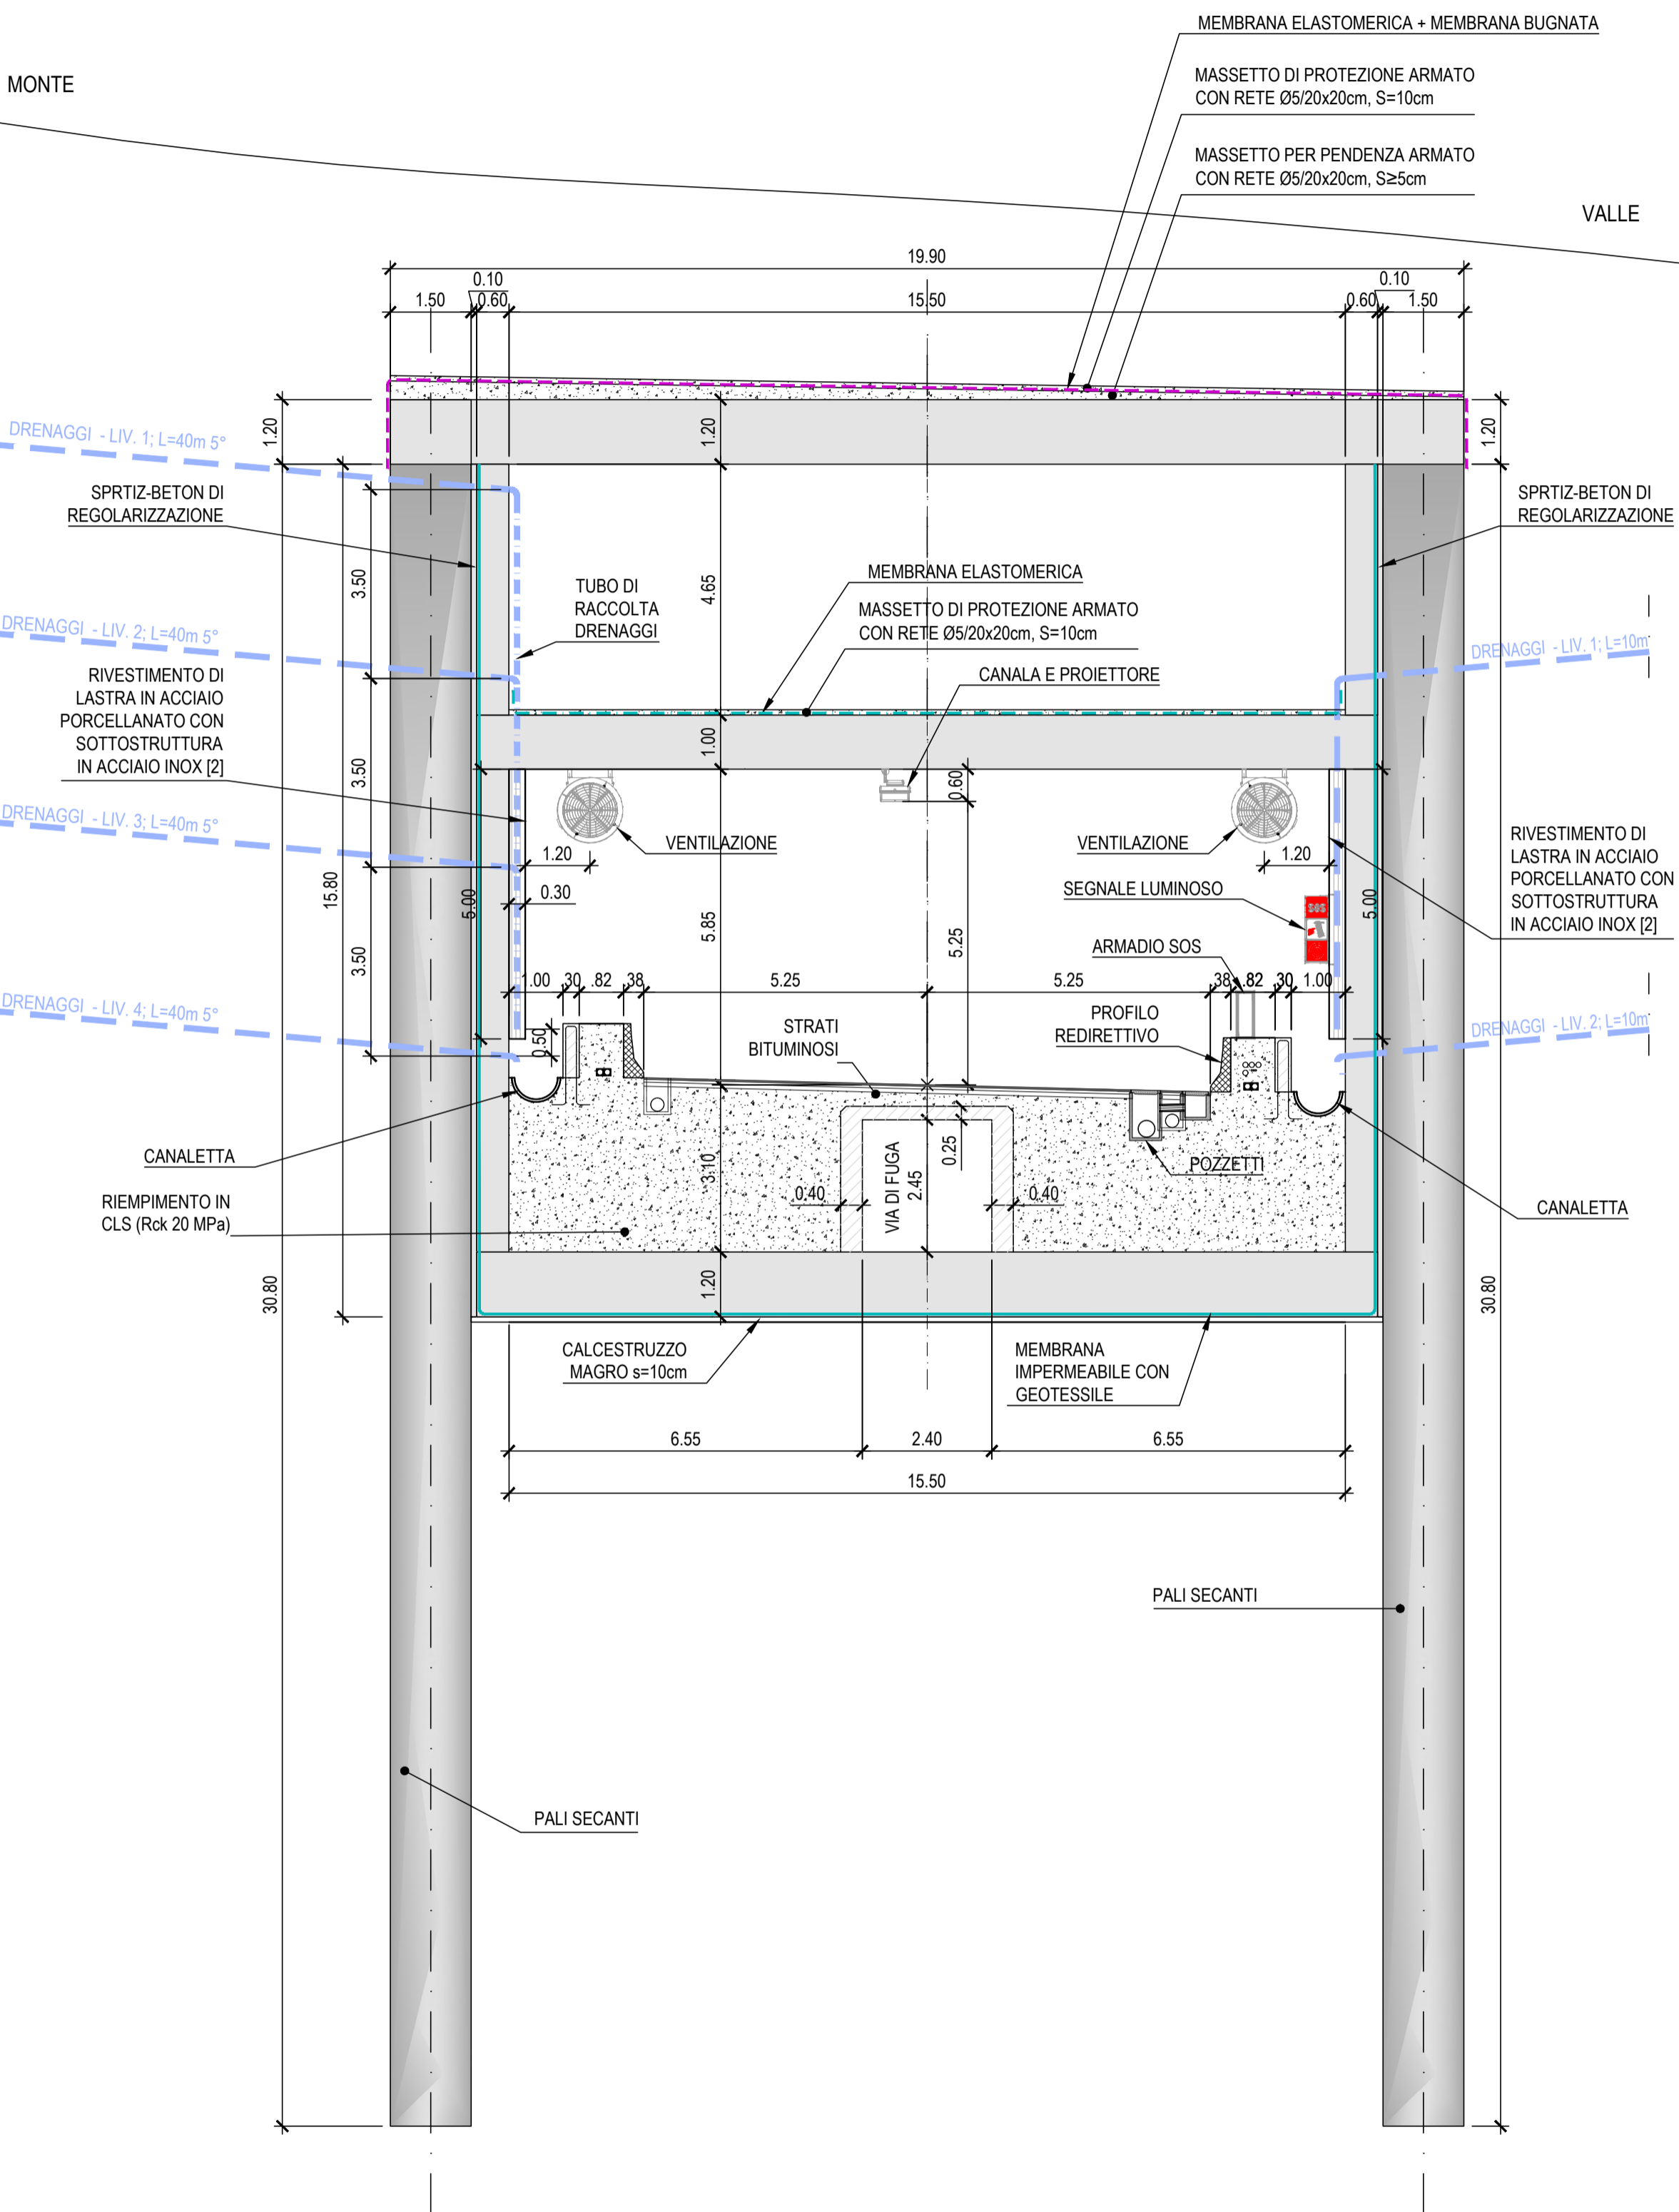 MEMBRANA ELASTOMERICA + MEMBRANA BUGNATA
MONTE
MASSETTO DI PROTEZIONE ARMATO
CON RETE Ø5/20x20cm, S=10cm
MASSETTO PER PENDENZA ARMATO
CON RETE Ø5/20x20cm, S≥5cm
VALLE
19.90
0.10
0.10
1.50
0.60
15.50
0.60
1.50
1.20
1.20
1.20
DRENAGGI - LIV. 1; L=40m 5°
SPRTIZ-BETON DI
REGOLARIZZAZIONE
SPRTIZ-BETON DI
REGOLARIZZAZIONE
3.50
4.65
TUBO DI
RACCOLTA
DRENAGGI
MEMBRANA ELASTOMERICA
MASSETTO DI PROTEZIONE ARMATO
CON RETE Ø5/20x20cm, S=10cm
CANALA E PROIETTORE
DRENAGGI - LIV. 2; L=40m 5°
DRENAGGI - LIV. 1; L=10m
RIVESTIMENTO DI
LASTRA IN ACCIAIO
PORCELLANATO CON
SOTTOSTRUTTURA
IN ACCIAIO INOX [2]
3.50
1.00
0.60
DRENAGGI - LIV. 3; L=40m 5°
VENTILAZIONE
VENTILAZIONE
1.20
1.20
0.30
RIVESTIMENTO DI
LASTRA IN ACCIAIO
PORCELLANATO CON
SOTTOSTRUTTURA
IN ACCIAIO INOX [2]
SEGNALE LUMINOSO
SOS
15.80
5.00
5.85
5.25
5.00
3.50
ARMADIO SOS
1.00
.30
.82
.38
5.25
5.25
.38
.82
.30
1.00
DRENAGGI - LIV. 4; L=40m 5°
PROFILO
REDIRETTIVO
STRATI
BITUMINOSI
DRENAGGI - LIV. 2; L=10m
0.50
CANALETTA
3.10
VIA DI FUGA
2.45
0.25
POZZETTI
0.40
0.40
RIEMPIMENTO IN
CLS (Rck 20 MPa)
CANALETTA
30.80
1.20
30.80
CALCESTRUZZO
MAGRO s=10cm
MEMBRANA
IMPERMEABILE CON
GEOTESSILE
6.55
2.40
6.55
15.50
PALI SECANTI
PALI SECANTI